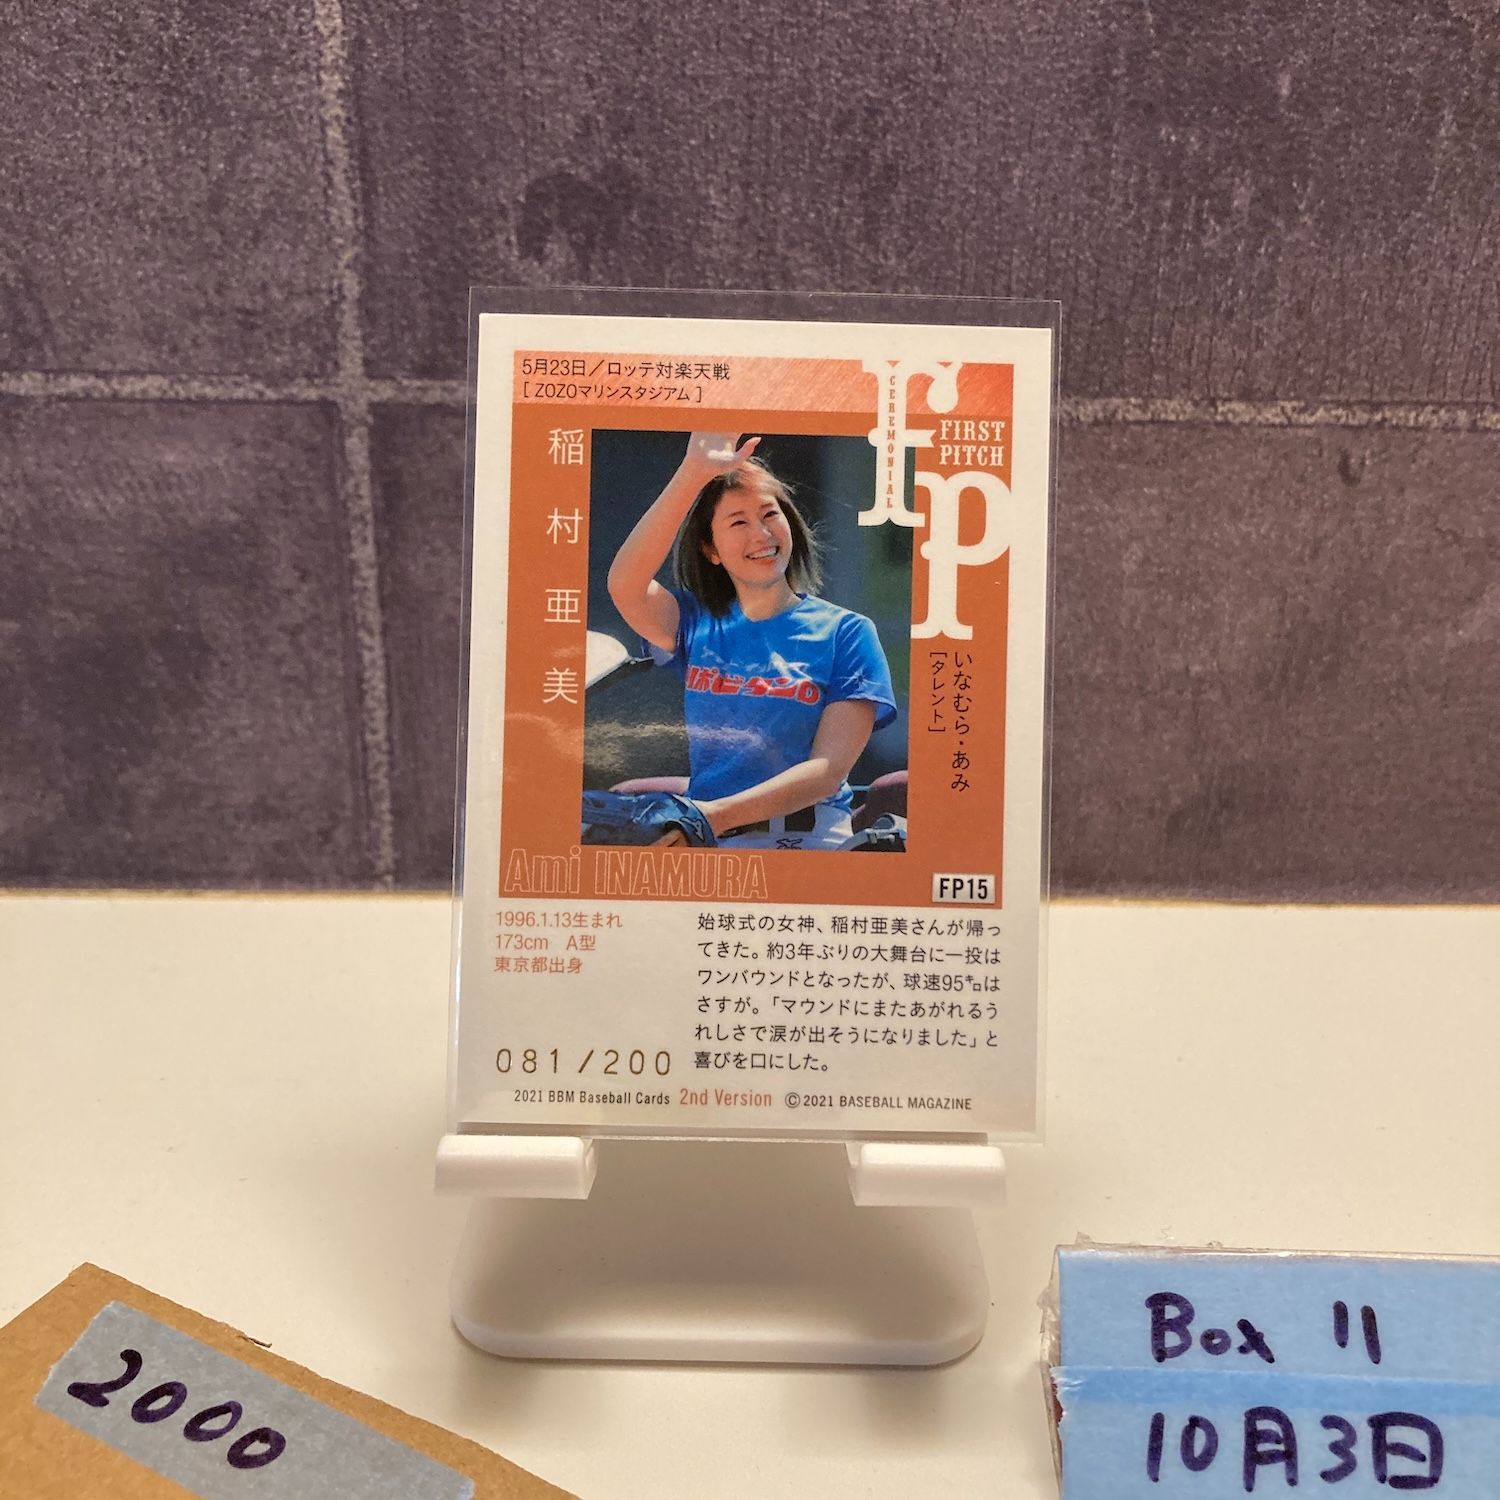 5月23日／ロッテ対楽天戦
[ ZOZOマリンスタジアム ]
CEREMONIAL
FP
FIRST
PITCH
稲村亜美
ポビタンD
いなむら・あみ
[タレント]
Ami INAMURA
FP15
1996.1.13生まれ
173cm A型
東京都出身
始球式の女神、稲村亜美さんが帰っ
てきた。約3年ぶりの大舞台に一投は
ワンバウンドとなったが、球速95㌔は
さすが。「マウンドにまたあがれるう
れしさで涙が出そうになりました」と
喜びを口にした。
081/200
2021 BBM Baseball Cards 2nd Version ©2021 BASEBALL MAGAZINE
2000
Box 11
10月3日